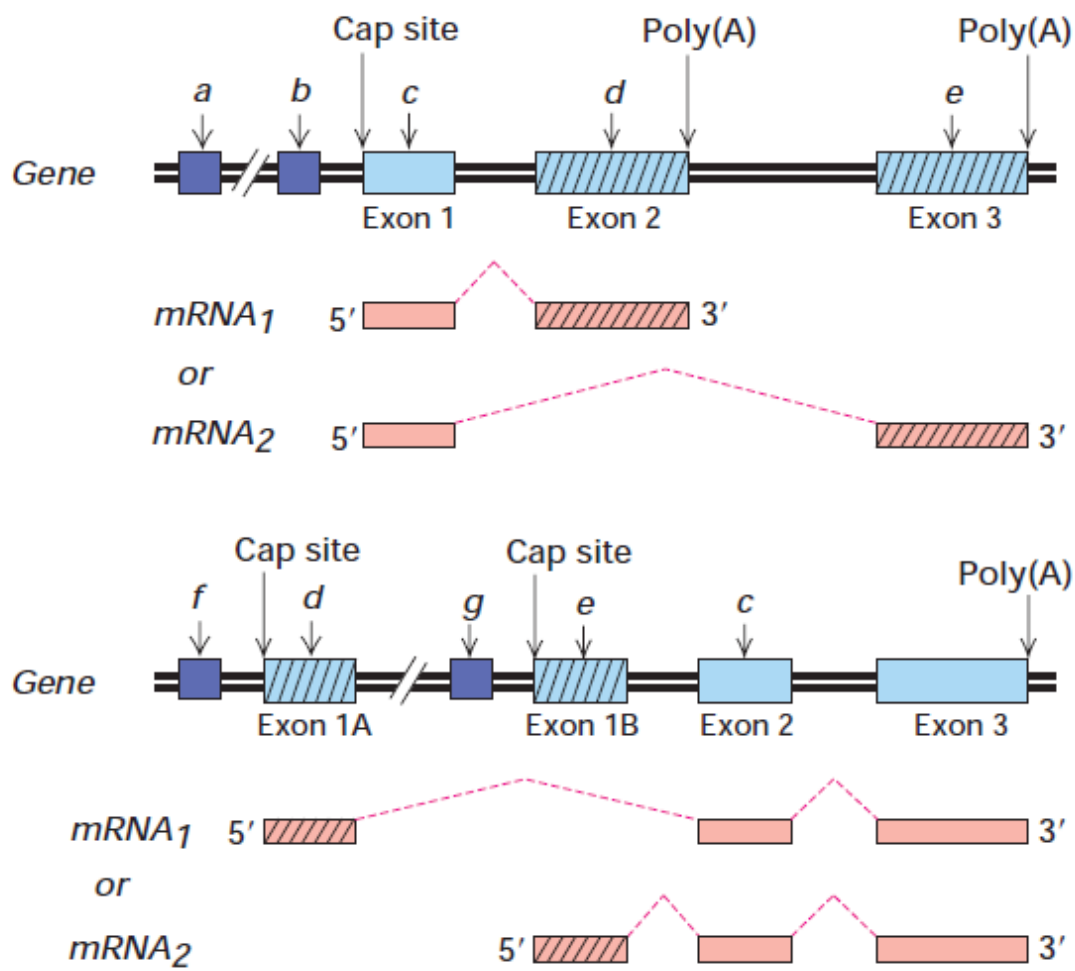 Cap site Poly(A) Poly(A)
a b c d e
Gene
Exon 1 Exon 2 Exon 3
mRNA1 5′ 3′
or
mRNA2 5′ 3′
Cap site Cap site Poly(A)
f d g e c
Gene
Exon 1A Exon 1B Exon 2 Exon 3
mRNA1 5′ 3′
or
mRNA2 5′ 3′